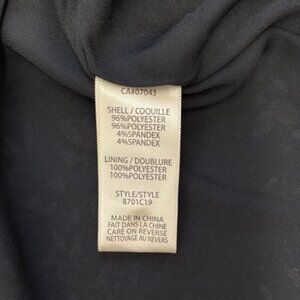 CA#07043
SHELL / COQUILLE
96%POLYESTER
96%POLYESTER
4%SPANDEX
4%SPANDEX
LINING / DOUBLURE
100%POLYESTER
100%POLYESTER
STYLE/STYLE
8701C19
MADE IN CHINA
FAIT DANS LA CHINE
CARE ON REVERSE
NETTOYAGE AU REVERS